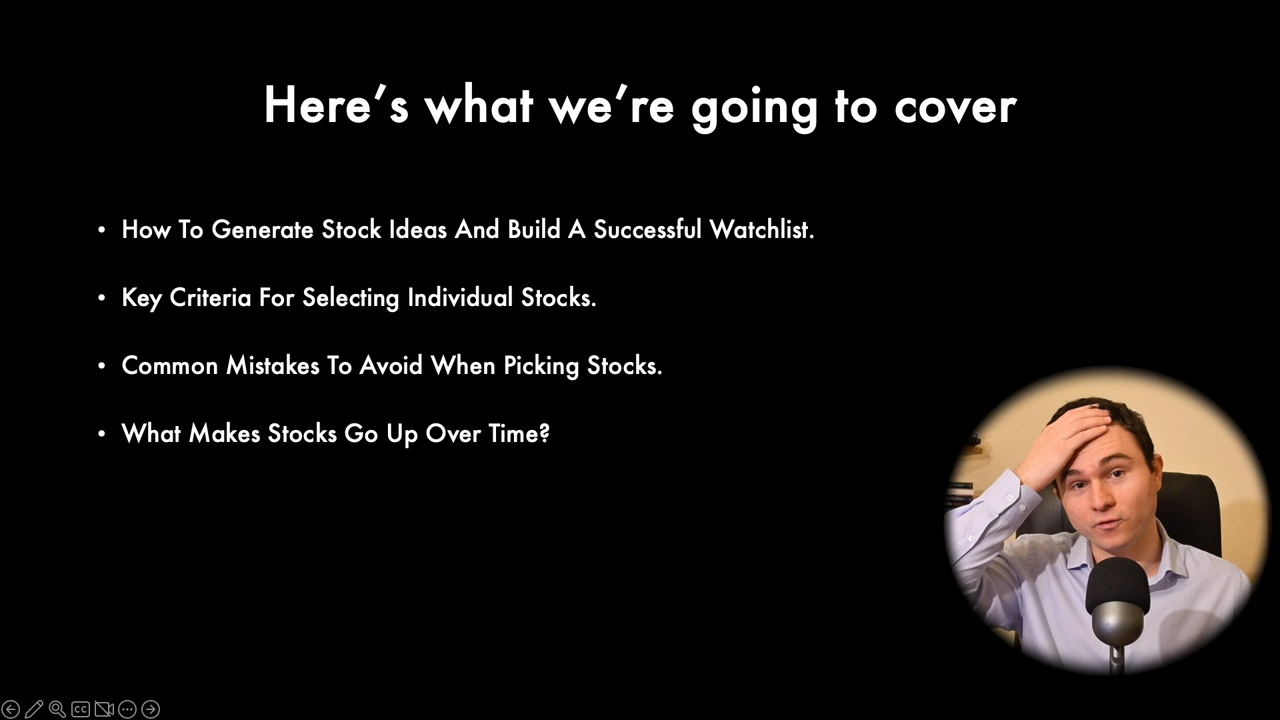 Here’s what we’re going to cover
• How To Generate Stock Ideas And Build A Successful Watchlist.
• Key Criteria For Selecting Individual Stocks.
• Common Mistakes To Avoid When Picking Stocks.
• What Makes Stocks Go Up Over Time?
CC